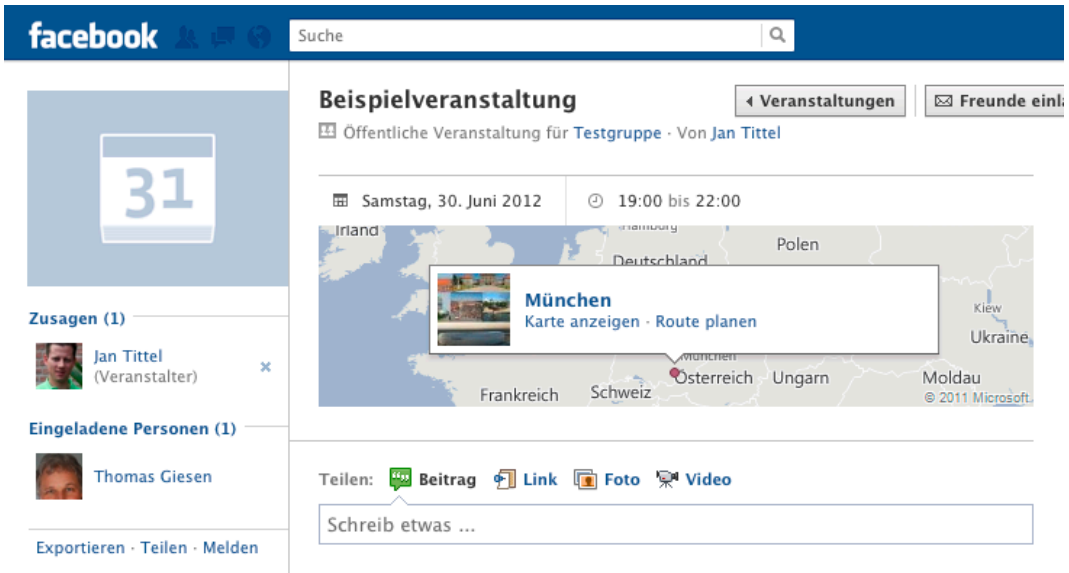 facebook
Suche
31
Beispielveranstaltung
Veranstaltungen
Freunde einl
Öffentliche Veranstaltung für Testgruppe · Von Jan Tittel
Samstag, 30. Juni 2012
19:00 bis 22:00
Irland
Hamburg
Polen
Deutschland
München
Karte anzeigen · Route planen
Kiew
Ukraine
München
Österreich
Ungarn
Moldau
Schweiz
Frankreich
© 2011 Microsoft
Zusagen (1)
Jan Tittel
(Veranstalter)
Eingeladene Personen (1)
Thomas Giesen
Exportieren · Teilen · Melden
Teilen:
Beitrag
Link
Foto
Video
Schreib etwas ...